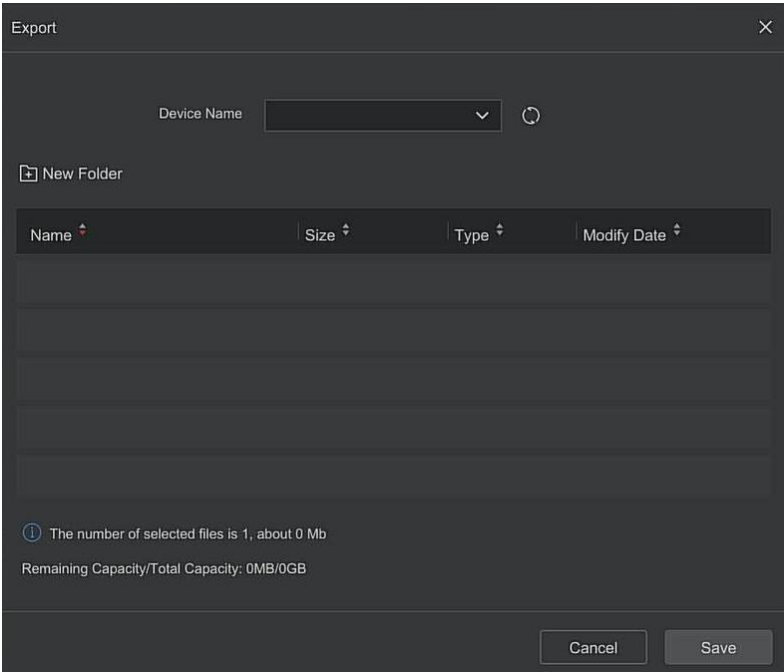 Export
Device Name
New Folder
Name Size Type Modify Date
The number of selected files is 1, about 0 Mb
Remaining Capacity/Total Capacity: 0MB/0GB
Cancel Save